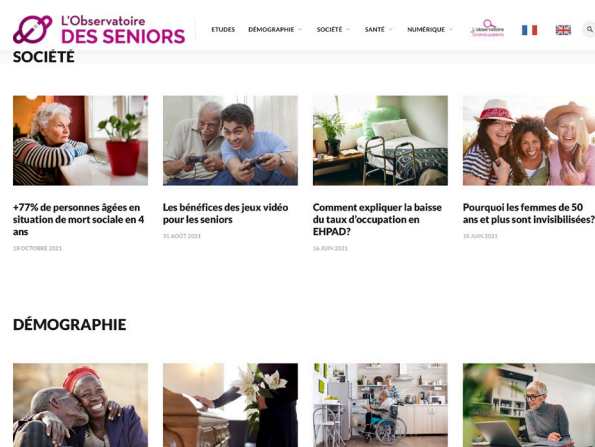 L'Observatoire
DES SENIORS
ETUDES DÉMOGRAPHIE SOCIÉTÉ SANTÉ NUMÉRIQUE
L'observatoire
Grands-parents
SOCIÉTÉ
+77% de personnes âgées en
situation de mort sociale en 4
ans
18 OCTOBRE 2021
Les bénéfices des jeux vidéo
pour les seniors
31 AOÛT 2021
Comment expliquer la baisse
du taux d'occupation en
EHPAD?
16 JUIN 2021
Pourquoi les femmes de 50
ans et plus sont invisibilisées?
10 JUIN 2021
DÉMOGRAPHIE